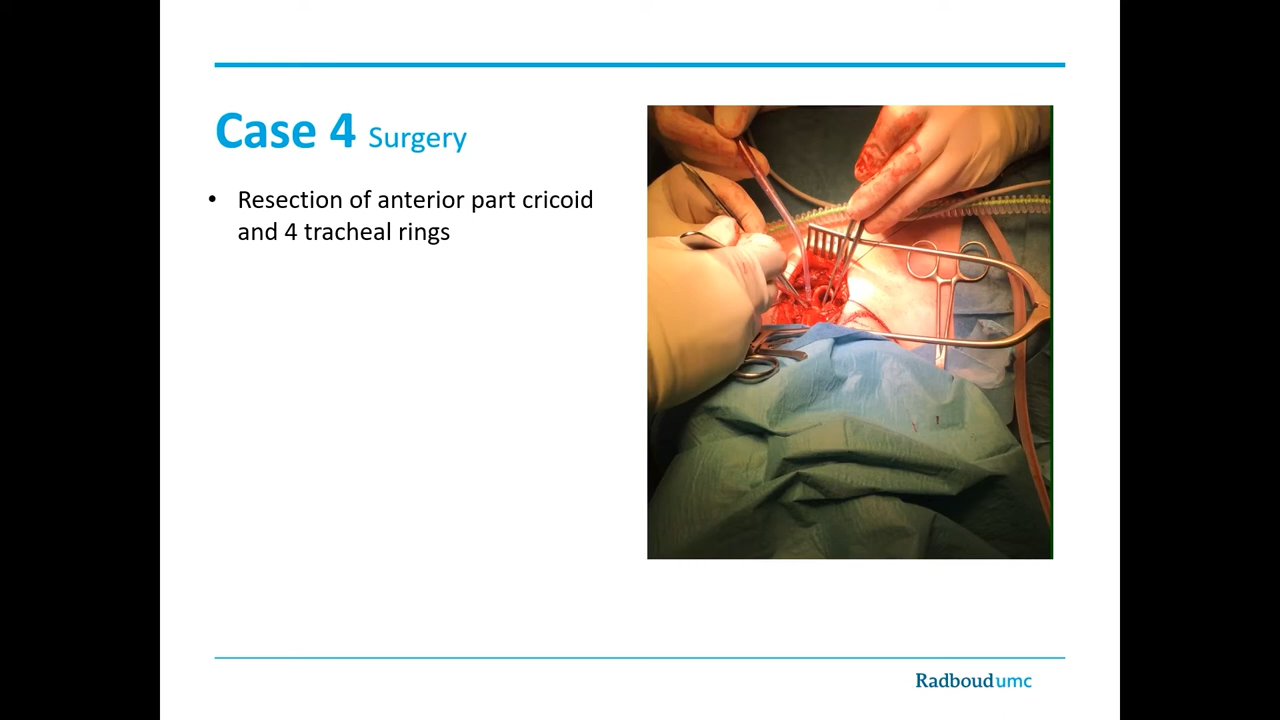 Case 4 Surgery
• Resection of anterior part cricoid
and 4 tracheal rings
Radboudumc